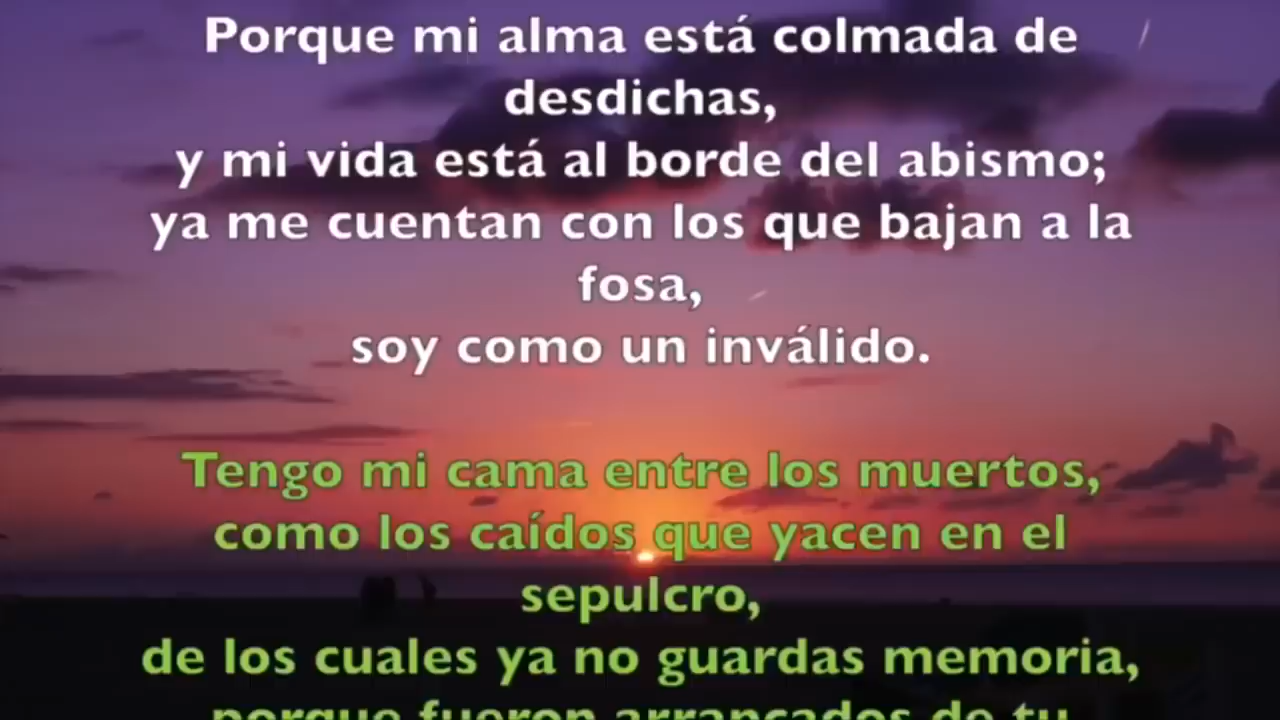 Porque mi alma está colmada de
desdichas,
y mi vida está al borde del abismo;
ya me cuentan con los que bajan a la
fosa,
soy como un inválido.
Tengo mi cama entre los muertos,
como los caídos que yacen en el
sepulcro,
de los cuales ya no guardas memoria,
porque fueron arrancados de tu